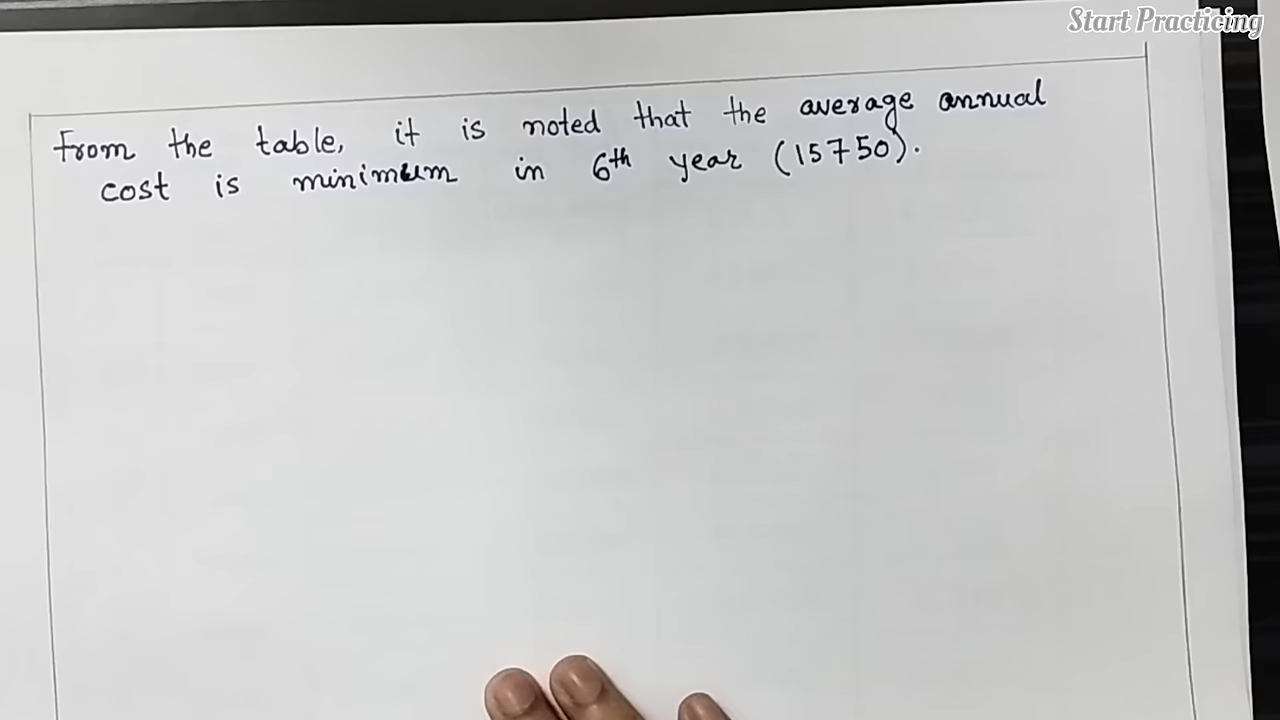 Start Practicing
From the table, it is noted that the average annual
cost is minimum in 6th year (15750).